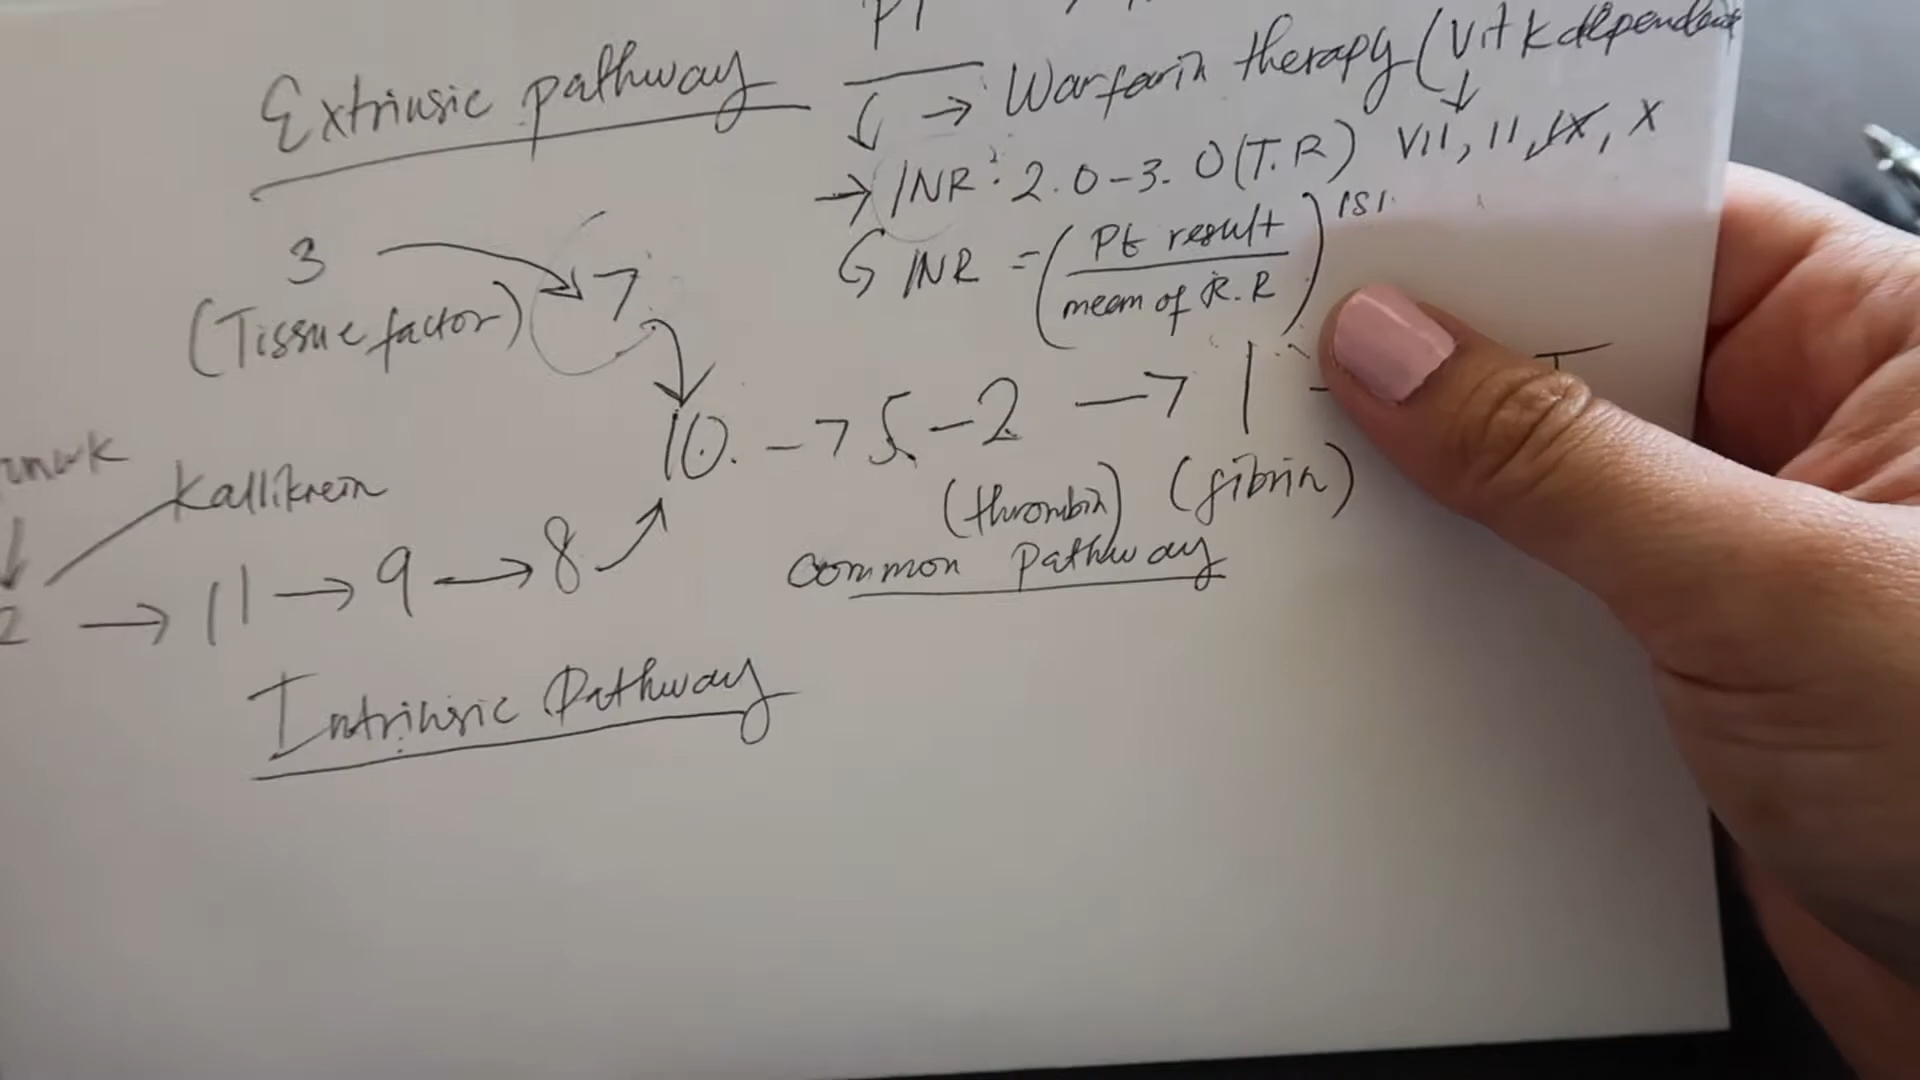 PT
Extrinsic pathway
→ Warfarin therapy (Vit k dependent
→ INR: 2.0-3.0 (T.R) VII, II, IX, X
3 → 7
INR = (Pt result / mean of R.R) ISI
(Tissue factor)
10 → 5 - 2 → 1
(thrombin) (fibrin)
Kallikrein
common pathway
2 → 11 → 9 → 8
Intrinsic Pathway